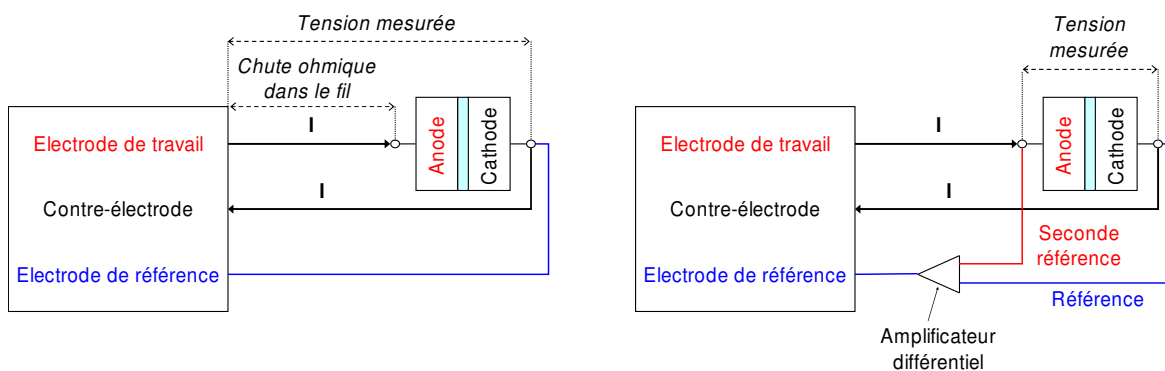 Tension mesurée
Chute ohmique
dans le fil
I
Electrode de travail
Anode
Cathode
I
Contre-électrode
Electrode de référence
Tension
mesurée
I
Electrode de travail
Anode
Cathode
I
Contre-électrode
Seconde
référence
Electrode de référence
Référence
Amplificateur
différentiel